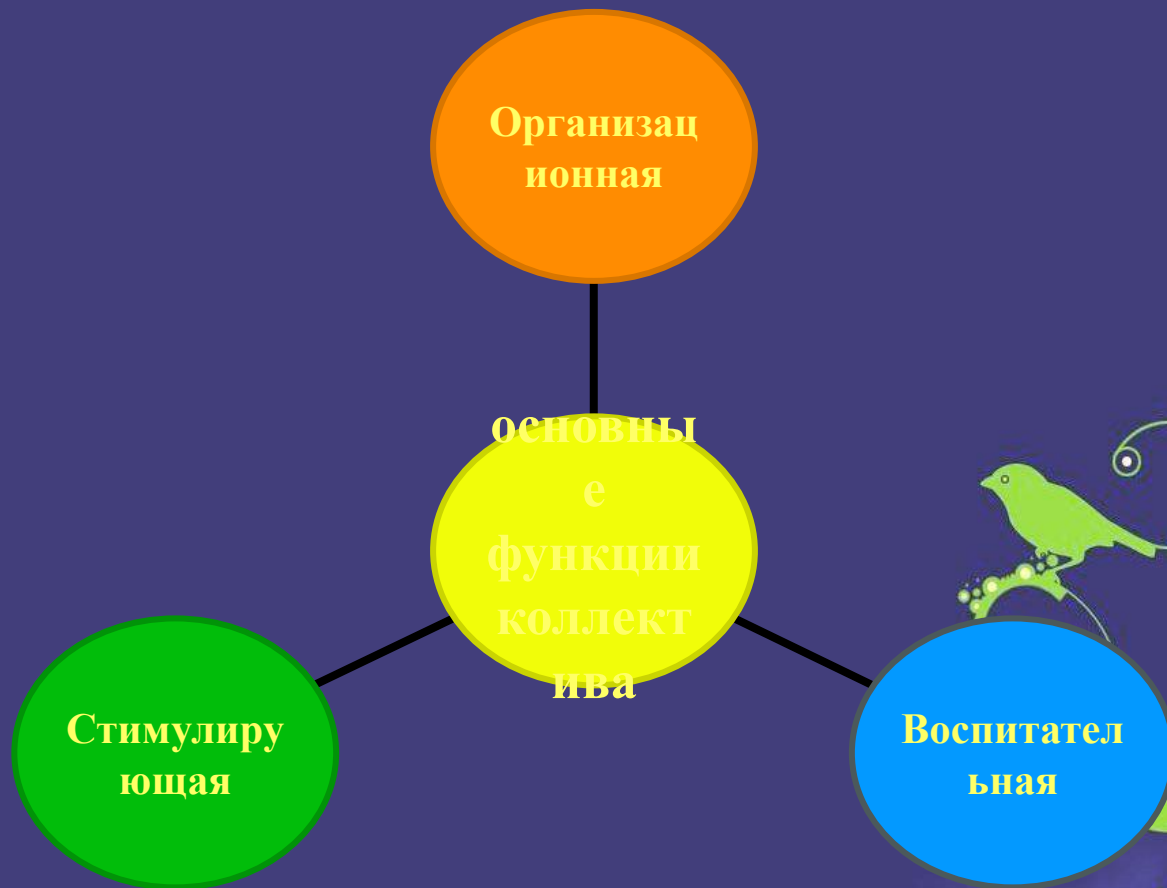 Организац
ионная
основны
е
функции
коллект
ива
Стимулиру
ющая
Воспитател
ьная